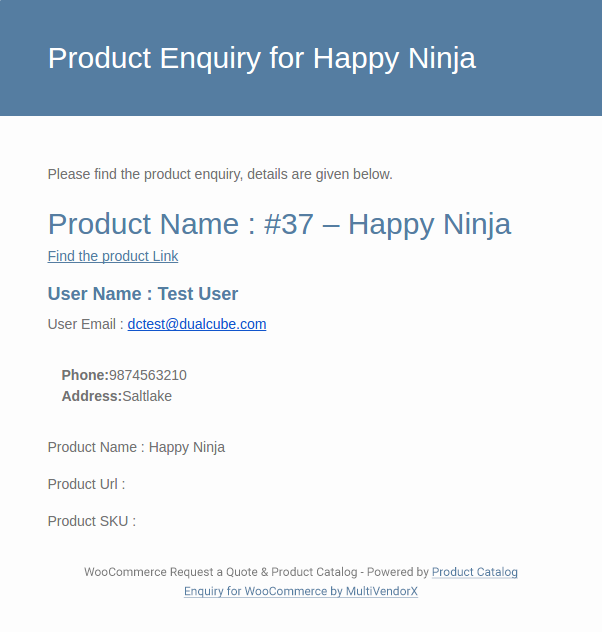 Product Enquiry for Happy Ninja
Please find the product enquiry, details are given below.
Product Name : #37 – Happy Ninja
Find the product Link
User Name : Test User
User Email : dctest@dualcube.com
Phone:9874563210
Address:Saltlake
Product Name : Happy Ninja
Product Url :
Product SKU :
WooCommerce Request a Quote & Product Catalog - Powered by Product Catalog
Enquiry for WooCommerce by MultiVendorX